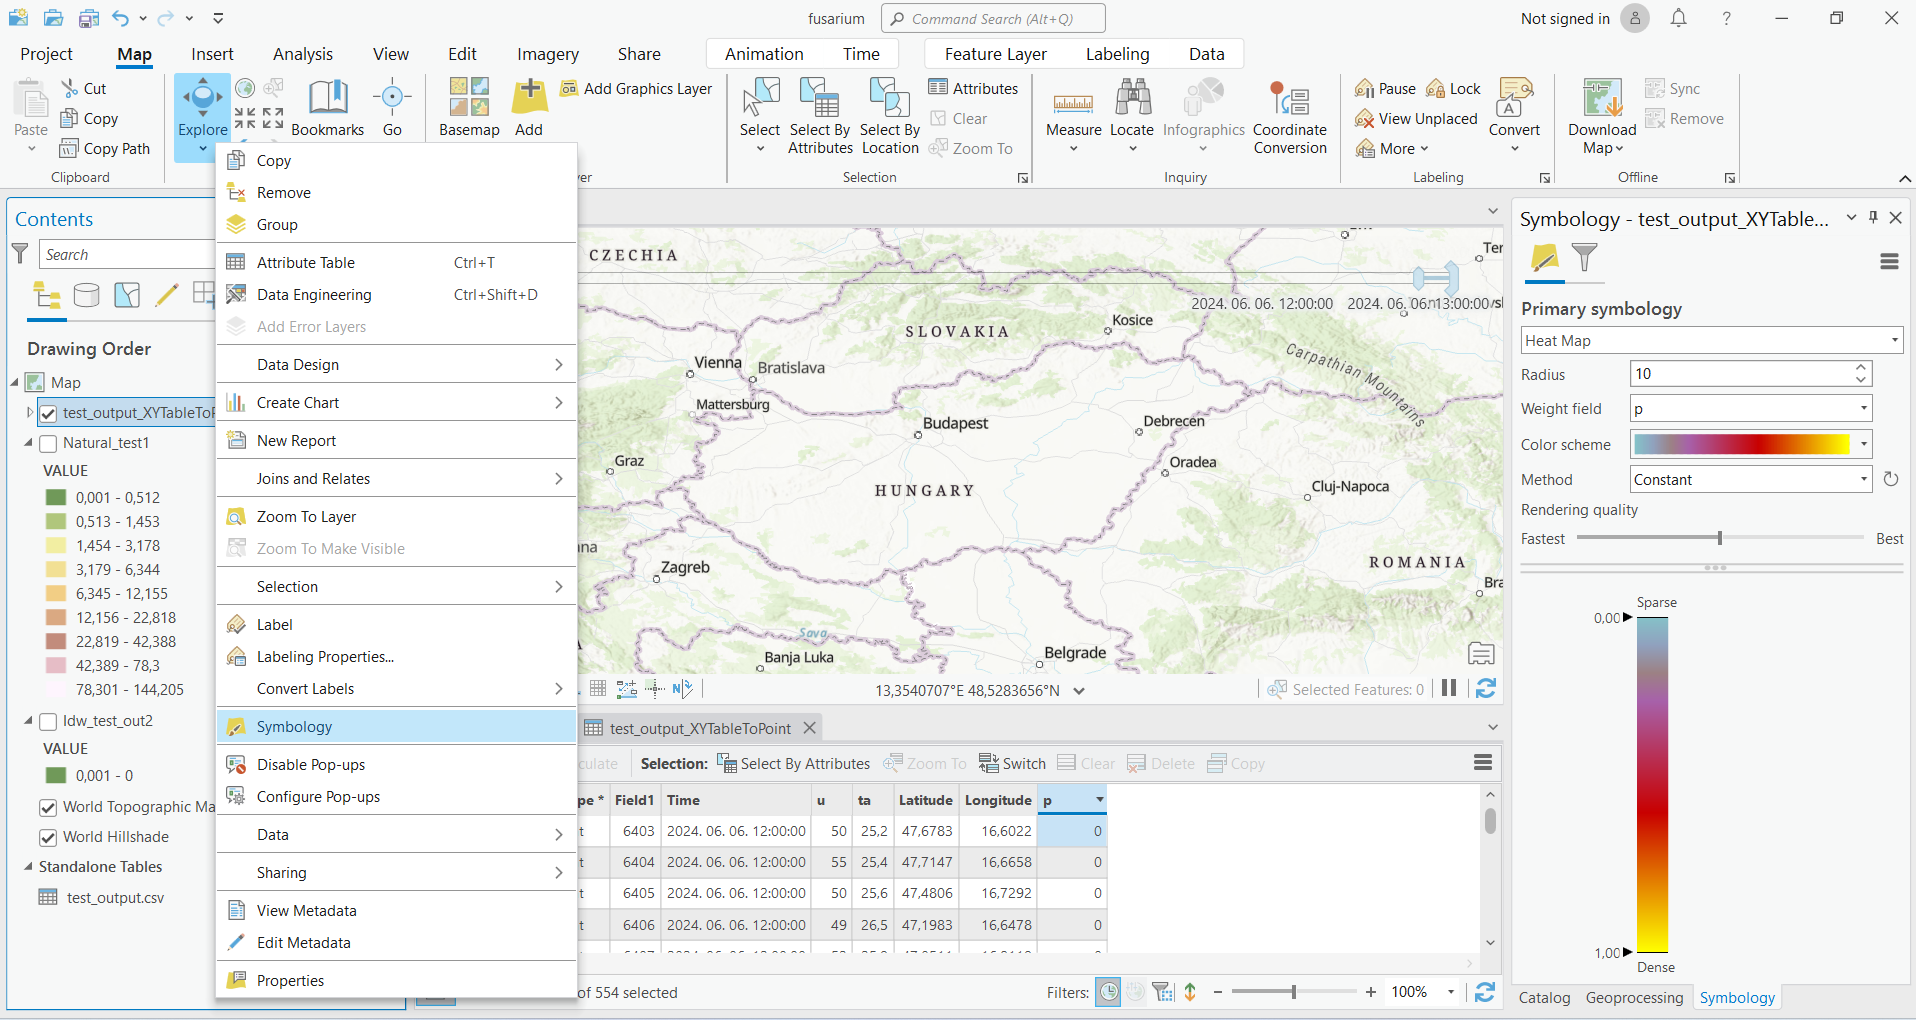 fusarium
Command Search (Alt+Q)
Not signed in
?
Project
Map
Insert
Analysis
View
Edit
Imagery
Share
Animation
Time
Feature Layer
Labeling
Data
Paste
Cut
Copy
Copy Path
Clipboard
Explore
Bookmarks
Go
Basemap
Add
Add Graphics Layer
er
Select
Select By
Attributes
Select By
Location
Attributes
Clear
Zoom To
Selection
Measure
Locate
Infographics
Coordinate
Conversion
Inquiry
Pause
Lock
View Unplaced
More
Convert
Labeling
Download
Map
Sync
Remove
Offline
Contents
Search
Drawing Order
Map
test_output_XYTableToP
Natural_test1
VALUE
0,001 - 0,512
0,513 - 1,453
1,454 - 3,178
3,179 - 6,344
6,345 - 12,155
12,156 - 22,818
22,819 - 42,388
42,389 - 78,3
78,301 - 144,205
Idw_test_out2
VALUE
0,001 - 0
World Topographic Ma
World Hillshade
Standalone Tables
test_output.csv
Copy
Remove
Group
Attribute Table Ctrl+T
Data Engineering Ctrl+Shift+D
Add Error Layers
Data Design
Create Chart
New Report
Joins and Relates
Zoom To Layer
Zoom To Make Visible
Selection
Label
Labeling Properties...
Convert Labels
Symbology
Disable Pop-ups
Configure Pop-ups
Data
Sharing
View Metadata
Edit Metadata
Properties
CZECHIA
Ter
2024. 06. 06. 12:00:00 2024. 06. 06. 13:00:00
SLOVAKIA
Kosice
Carpathian Mountains
Vienna
Bratislava
Mattersburg
Budapest
Debrecen
Graz
Oradea
HUNGARY
Cluj-Napoca
na
Zagreb
ROMANIA
Bra
Sava
Banja Luka
Belgrade
13,3540707°E 48,5283656°N
Selected Features: 0
test_output_XYTableToPoint
culate
Selection:
Select By Attributes
Zoom To
Switch
Clear
Delete
Copy
pe * Field1 Time u ta Latitude Longitude p
t 6403 2024. 06. 06. 12:00:00 50 25,2 47,6783 16,6022 0
t 6404 2024. 06. 06. 12:00:00 55 25,4 47,7147 16,6658 0
t 6405 2024. 06. 06. 12:00:00 50 25,6 47,4806 16,7292 0
t 6406 2024. 06. 06. 12:00:00 49 26,5 47,1983 16,6478 0
of 554 selected
Filters:
- + 100%
Symbology - test_output_XYTable...
Primary symbology
Heat Map
Radius 10
Weight field p
Color scheme
Method Constant
Rendering quality
Fastest Best
Sparse
0,00
1,00
Dense
Catalog
Geoprocessing
Symbology